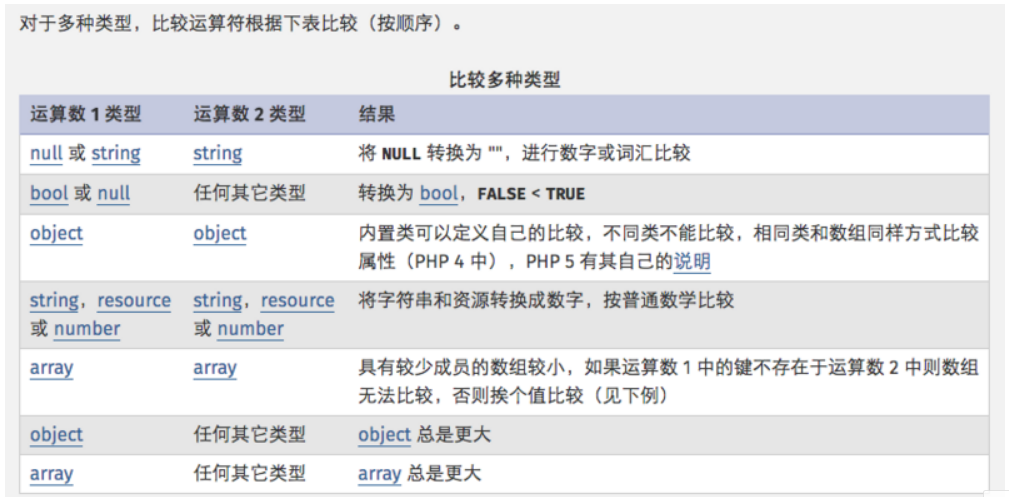 对于多种类型，比较运算符根据下表比较（按顺序）。
比较多种类型
运算数 1 类型 运算数 2 类型 结果
null 或 string string 将 NULL 转换为 ""，进行数字或词汇比较
bool 或 null 任何其它类型 转换为 bool，FALSE < TRUE
object object 内置类可以定义自己的比较，不同类不能比较，相同类和数组同样方式比较
属性（PHP 4 中），PHP 5 有其自己的说明
string，resource string，resource 将字符串和资源转换成数字，按普通数学比较
或 number 或 number
array array 具有较少成员的数组较小，如果运算数 1 中的键不存在于运算数 2 中则数组
无法比较，否则挨个值比较（见下例）
object 任何其它类型 object 总是更大
array 任何其它类型 array 总是更大